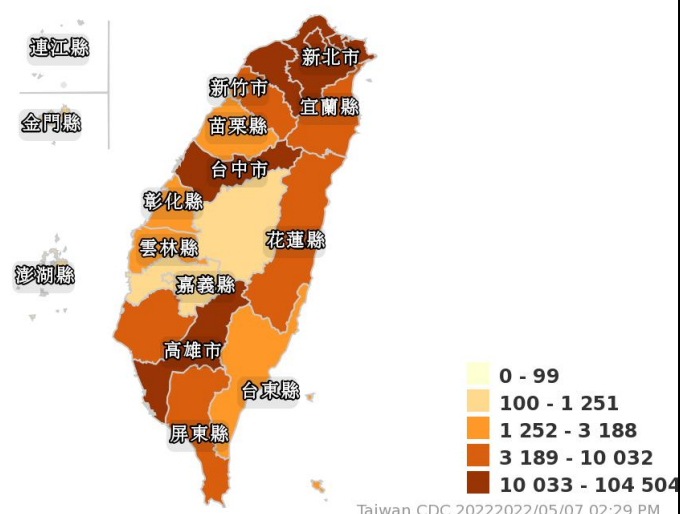 連江縣
新北市
新竹市
宜蘭縣
金門縣
苗栗縣
台中市
彰化縣
花蓮縣
雲林縣
澎湖縣
嘉義縣
高雄市
台東縣
屏東縣
0 - 99
100 - 1 251
1 252 - 3 188
3 189 - 10 032
10 033 - 104 504
Taiwan CDC 20222022/05/07 02:29 PM